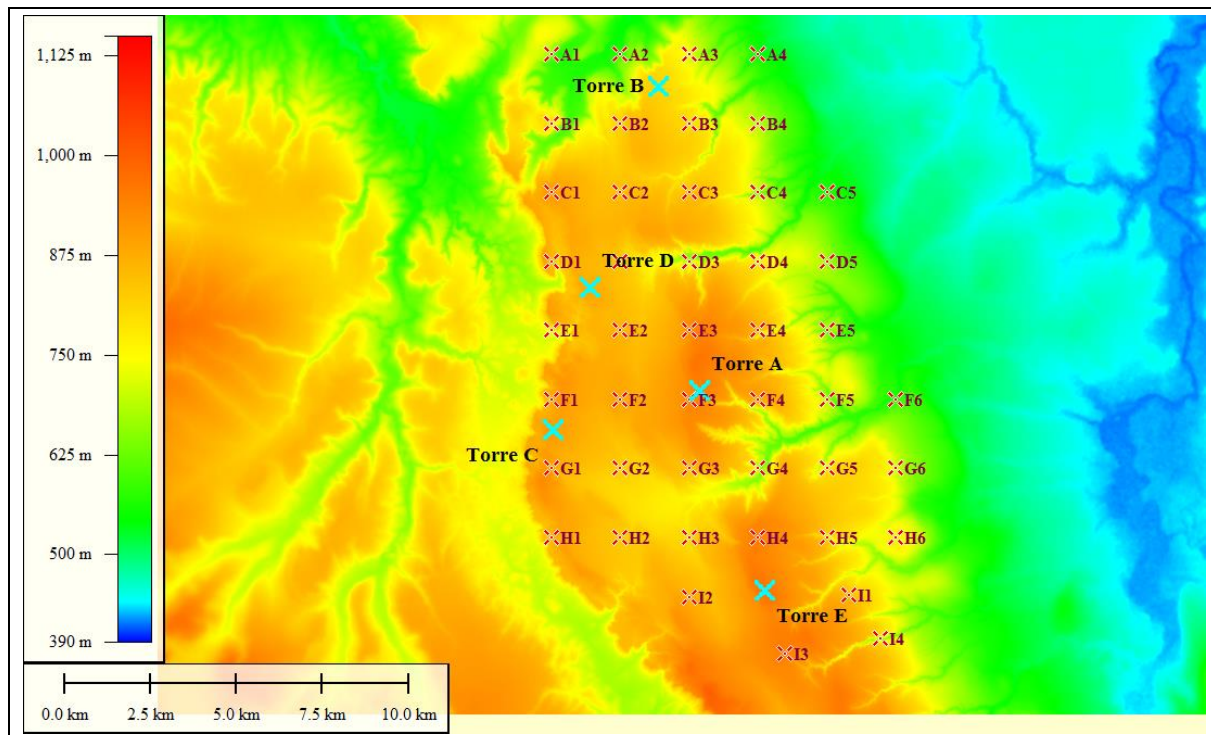 1,125 m
1,000 m
875 m
750 m
625 m
500 m
390 m
0.0 km 2.5 km 5.0 km 7.5 km 10.0 km
A1 A2 A3 A4
Torre B
B1 B2 B3 B4
C1 C2 C3 C4 C5
D1 Torre D D3 D4 D5
E1 E2 E3 E4 E5
Torre A
F1 F2 F3 F4 F5 F6
Torre C
G1 G2 G3 G4 G5 G6
H1 H2 H3 H4 H5 H6
I2 I1
Torre E
I4
I3